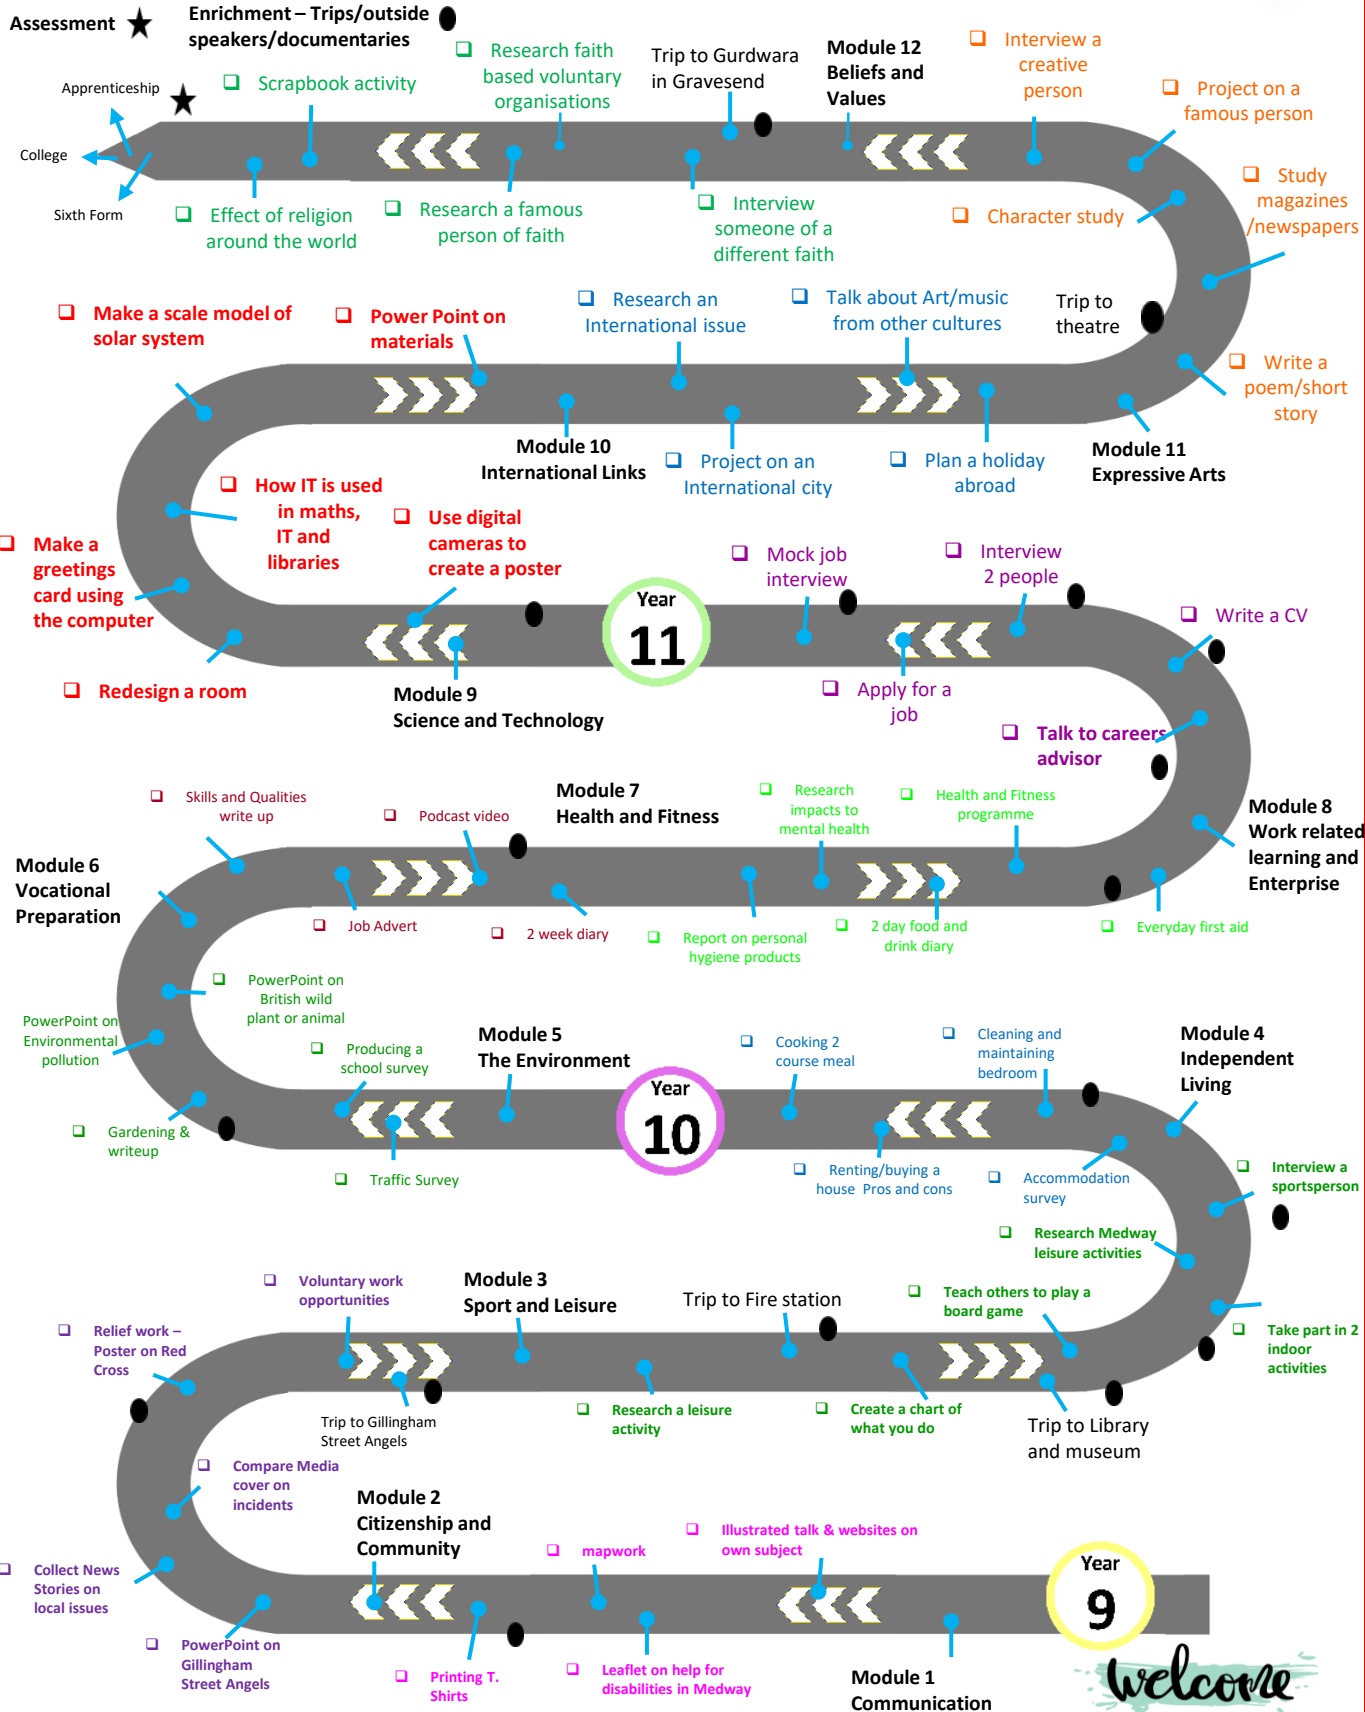 Assessment
Enrichment – Trips/outside
speakers/documentaries
Apprenticeship
College
Sixth Form
Scrapbook activity
Research faith
based voluntary
organisations
Trip to Gurdwara
in Gravesend
Module 12
Beliefs and
Values
Interview a
creative
person
Project on a
famous person
Study
magazines
/newspapers
Effect of religion
around the world
Research a famous
person of faith
Interview
someone of a
different faith
Character study
Trip to
theatre
Write a
poem/short
story
Make a scale model of
solar system
Power Point on
materials
Research an
International issue
Talk about Art/music
from other cultures
Module 10
International Links
Project on an
International city
Plan a holiday
abroad
Module 11
Expressive Arts
How IT is used
in maths,
IT and
libraries
Use digital
cameras to
create a poster
Make a
greetings
card using
the computer
Redesign a room
Module 9
Science and Technology
Year
11
Mock job
interview
Interview
2 people
Write a CV
Apply for a
job
Talk to careers
advisor
Module 8
Work related
learning and
Enterprise
Skills and Qualities
write up
Podcast video
Module 7
Health and Fitness
Research
impacts to
mental health
Health and Fitness
programme
Module 6
Vocational
Preparation
Job Advert
2 week diary
Report on personal
hygiene products
2 day food and
drink diary
Everyday first aid
PowerPoint on
British wild
plant or animal
PowerPoint on
Environmental
pollution
Producing a
school survey
Module 5
The Environment
Gardening &
writeup
Traffic Survey
Year
10
Cooking 2
course meal
Cleaning and
maintaining
bedroom
Module 4
Independent
Living
Renting/buying a
house Pros and cons
Accommodation
survey
Interview a
sportsperson
Research Medway
leisure activities
Teach others to play a
board game
Take part in 2
indoor
activities
Voluntary work
opportunities
Module 3
Sport and Leisure
Trip to Fire station
Relief work –
Poster on Red
Cross
Trip to Gillingham
Street Angels
Research a leisure
activity
Create a chart of
what you do
Trip to Library
and museum
Compare Media
cover on
incidents
Module 2
Citizenship and
Community
Collect News
Stories on
local issues
PowerPoint on
Gillingham
Street Angels
Printing T.
Shirts
mapwork
Leaflet on help for
disabilities in Medway
Illustrated talk & websites on
own subject
Module 1
Communication
Year
9
welcome